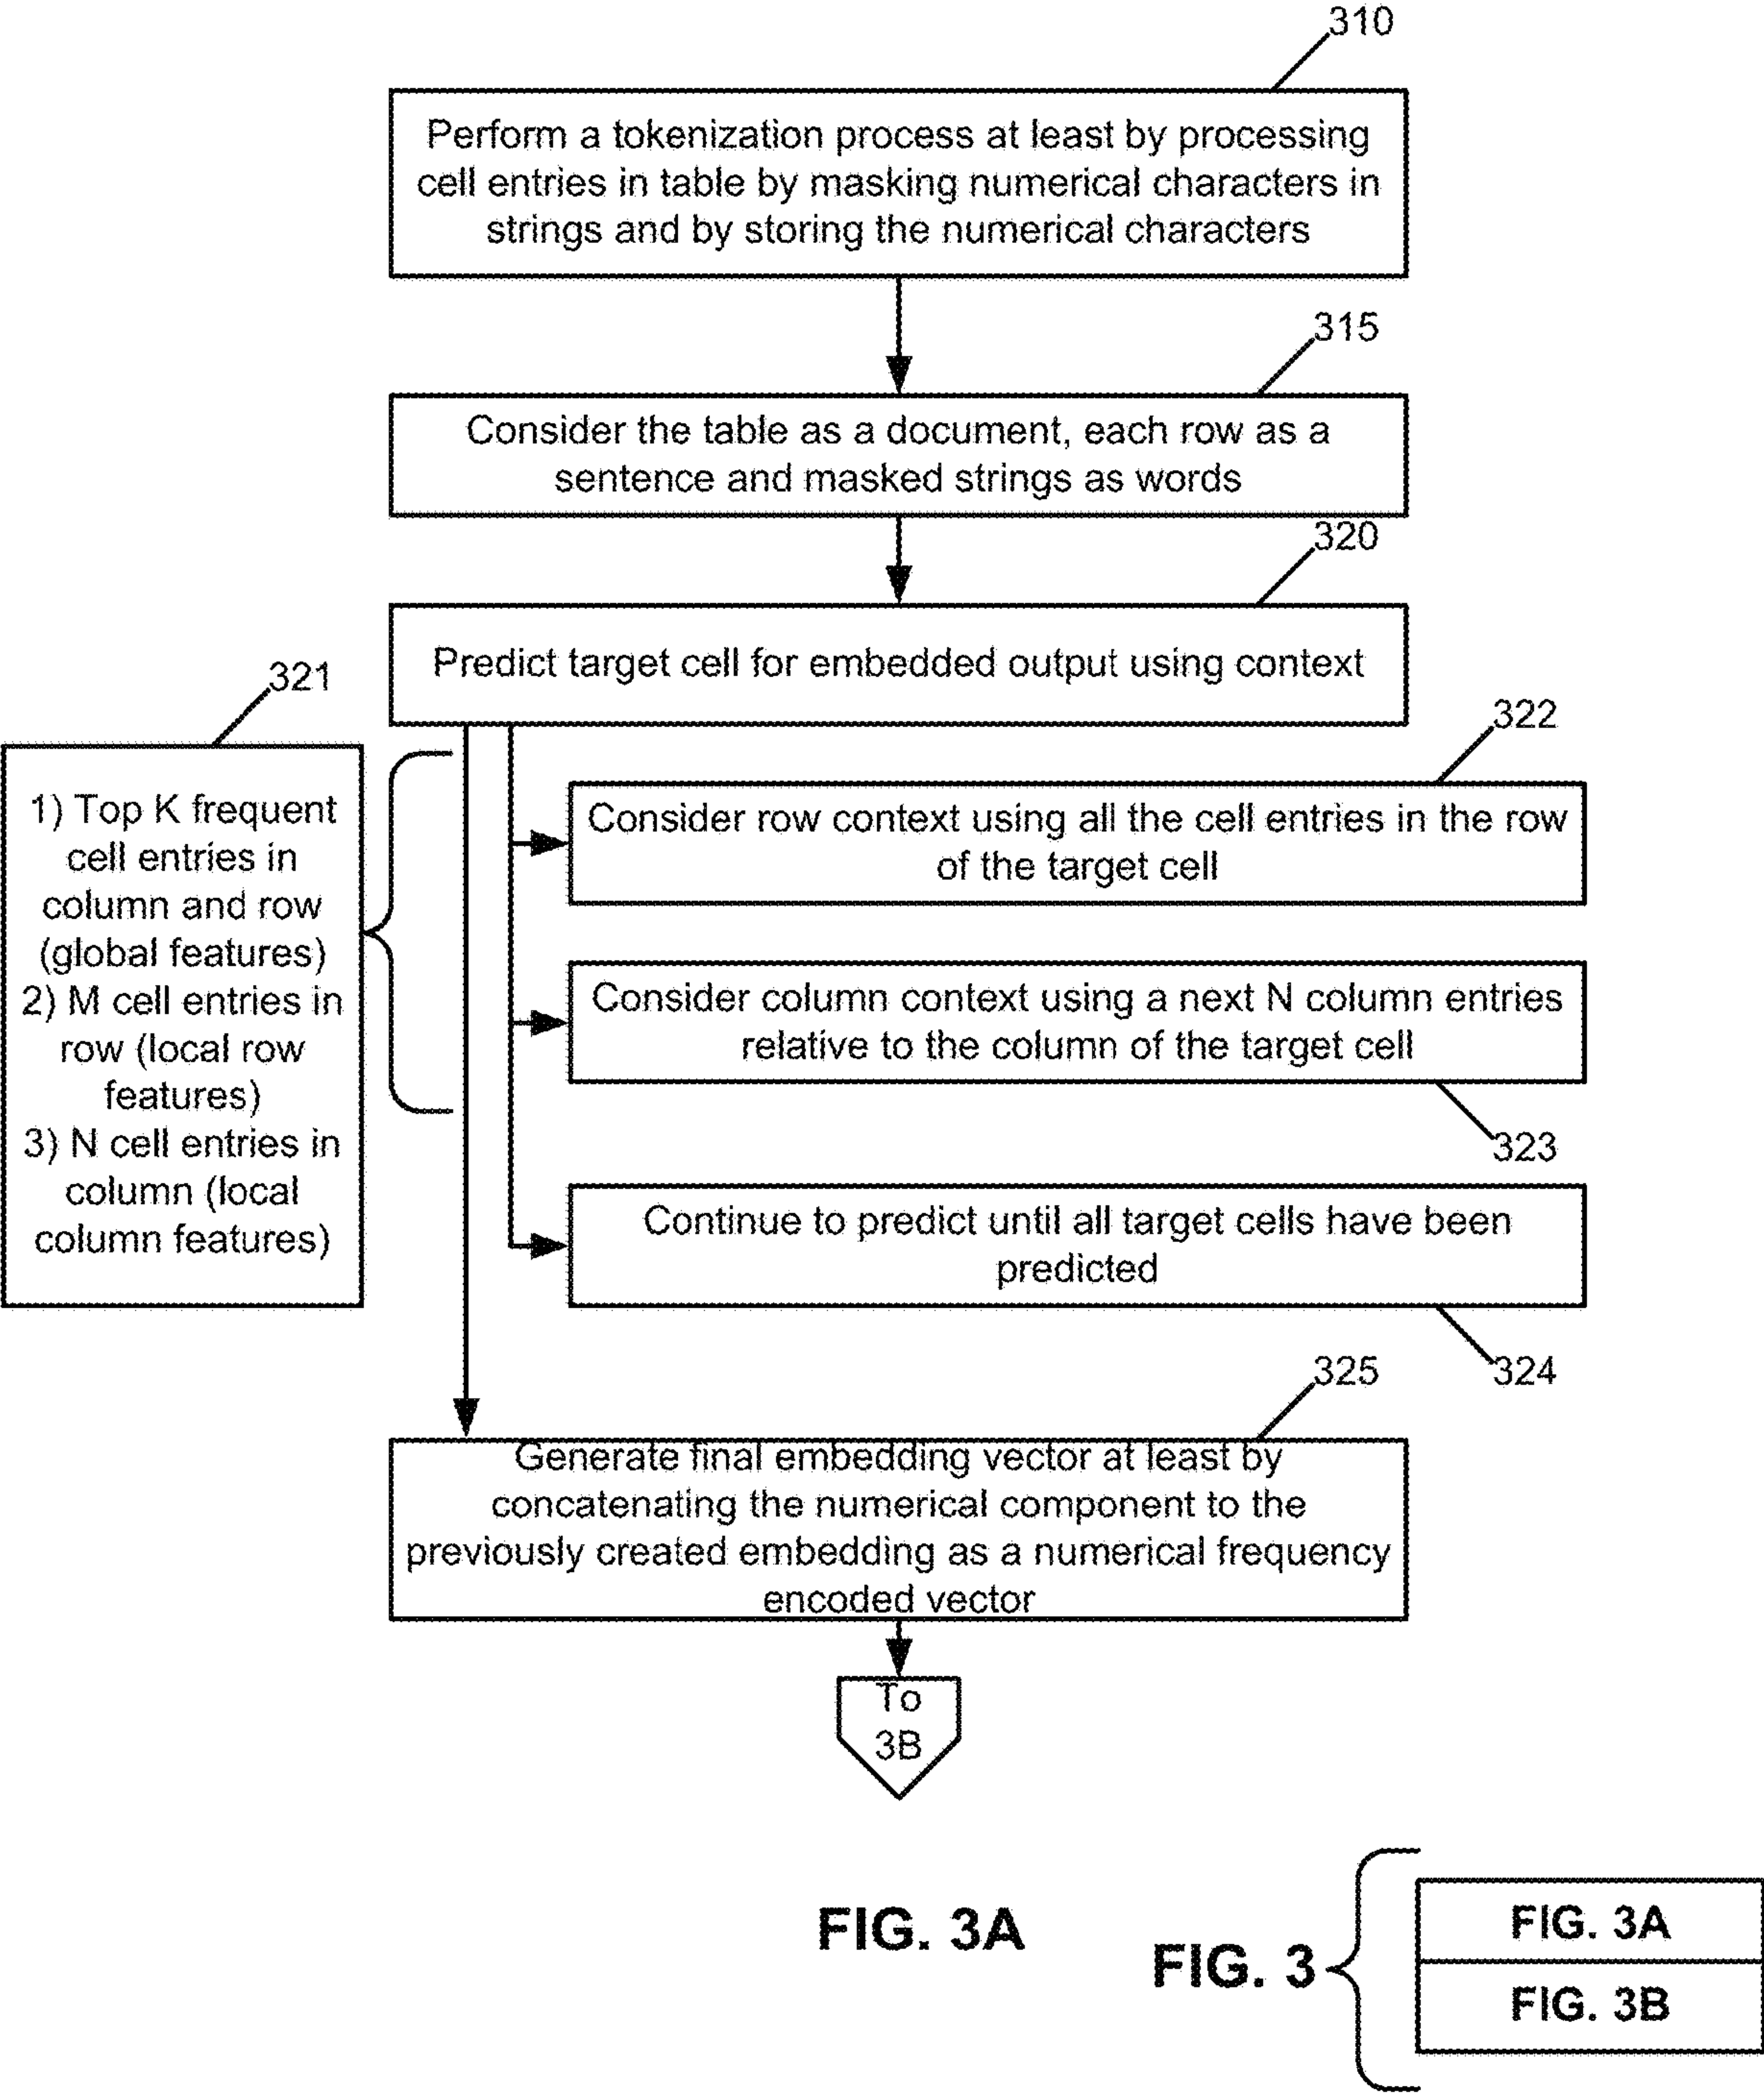 310
Perform a tokenization process at least by processing
cell entries in table by masking numerical characters in
strings and by storing the numerical characters
315
Consider the table as a document, each row as a
sentence and masked strings as words
320
Predict target cell for embedded output using context
321
1) Top K frequent
cell entries in
column and row
(global features)
2) M cell entries in
row (local row
features)
3) N cell entries in
column (local
column features)
322
Consider row context using all the cell entries in the row
of the target cell
Consider column context using a next N column entries
relative to the column of the target cell
323
Continue to predict until all target cells have been
predicted
324
325
Generate final embedding vector at least by
concatenating the numerical component to the
previously created embedding as a numerical frequency
encoded vector
To
3B
FIG. 3A
FIG. 3
FIG. 3A
FIG. 3B